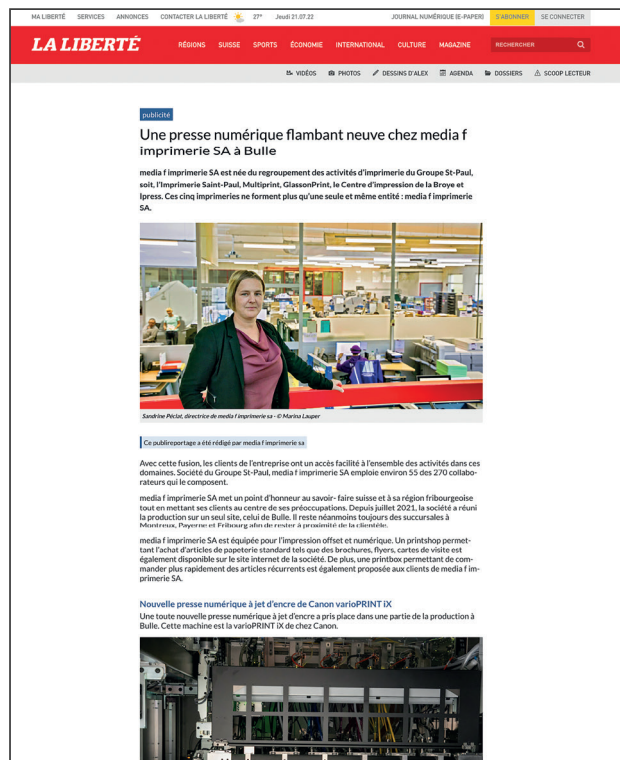 MA LIBERTÉ SERVICES ANNONCES CONTACTER LA LIBERTÉ 27° Jeudi 21.07.22 JOURNAL NUMÉRIQUE (E-PAPER) S'ABONNER SE CONNECTER
LA LIBERTÉ RÉGIONS SUISSE SPORTS ÉCONOMIE INTERNATIONAL CULTURE MAGAZINE RECHERCHER
VIDÉOS PHOTOS DESSINS D'ALEX AGENDA DOSSIERS SCOOP LECTEUR
publicité
Une presse numérique flambant neuve chez media f
imprimerie SA à Bulle
media f imprimerie SA est née du regroupement des activités d'imprimerie du Groupe St-Paul,
soit, l'Imprimerie Saint-Paul, Multiprint, GlassonPrint, le Centre d'impression de la Broye et
Ipress. Ces cinq imprimeries ne forment plus qu'une seule et même entité : media f imprimerie
SA.
Sandrine Péclat, directrice de media f imprimerie sa - © Marina Lauper
Ce publireportage a été rédigé par media f imprimerie sa
Avec cette fusion, les clients de l'entreprise ont un accès facilité à l'ensemble des activités dans ces
domaines. Société du Groupe St-Paul, media f imprimerie SA emploie environ 55 des 270 collabo-
rateurs qui le composent.
media f imprimerie SA met un point d'honneur au savoir- faire suisse et à sa région fribourgeoise
tout en mettant ses clients au centre de ses préoccupations. Depuis juillet 2021, la société a réuni
la production sur un seul site, celui de Bulle. Il reste néanmoins toujours des succursales à
Montreux, Payerne et Fribourg afin de rester à proximité de la clientèle.
media f imprimerie SA est équipée pour l'impression offset et numérique. Un printshop permet-
tant l'achat d'articles de papeterie standard tels que des brochures, flyers, cartes de visite est
également disponible sur le site internet de la société. De plus, une printbox permettant de com-
mander plus rapidement des articles récurrents est également proposée aux clients de media f im-
primerie SA.
Nouvelle presse numérique à jet d'encre de Canon varioPRINT iX
Une toute nouvelle presse numérique à jet d'encre a pris place dans une partie de la production à
Bulle. Cette machine est la varioPRINT iX de chez Canon.